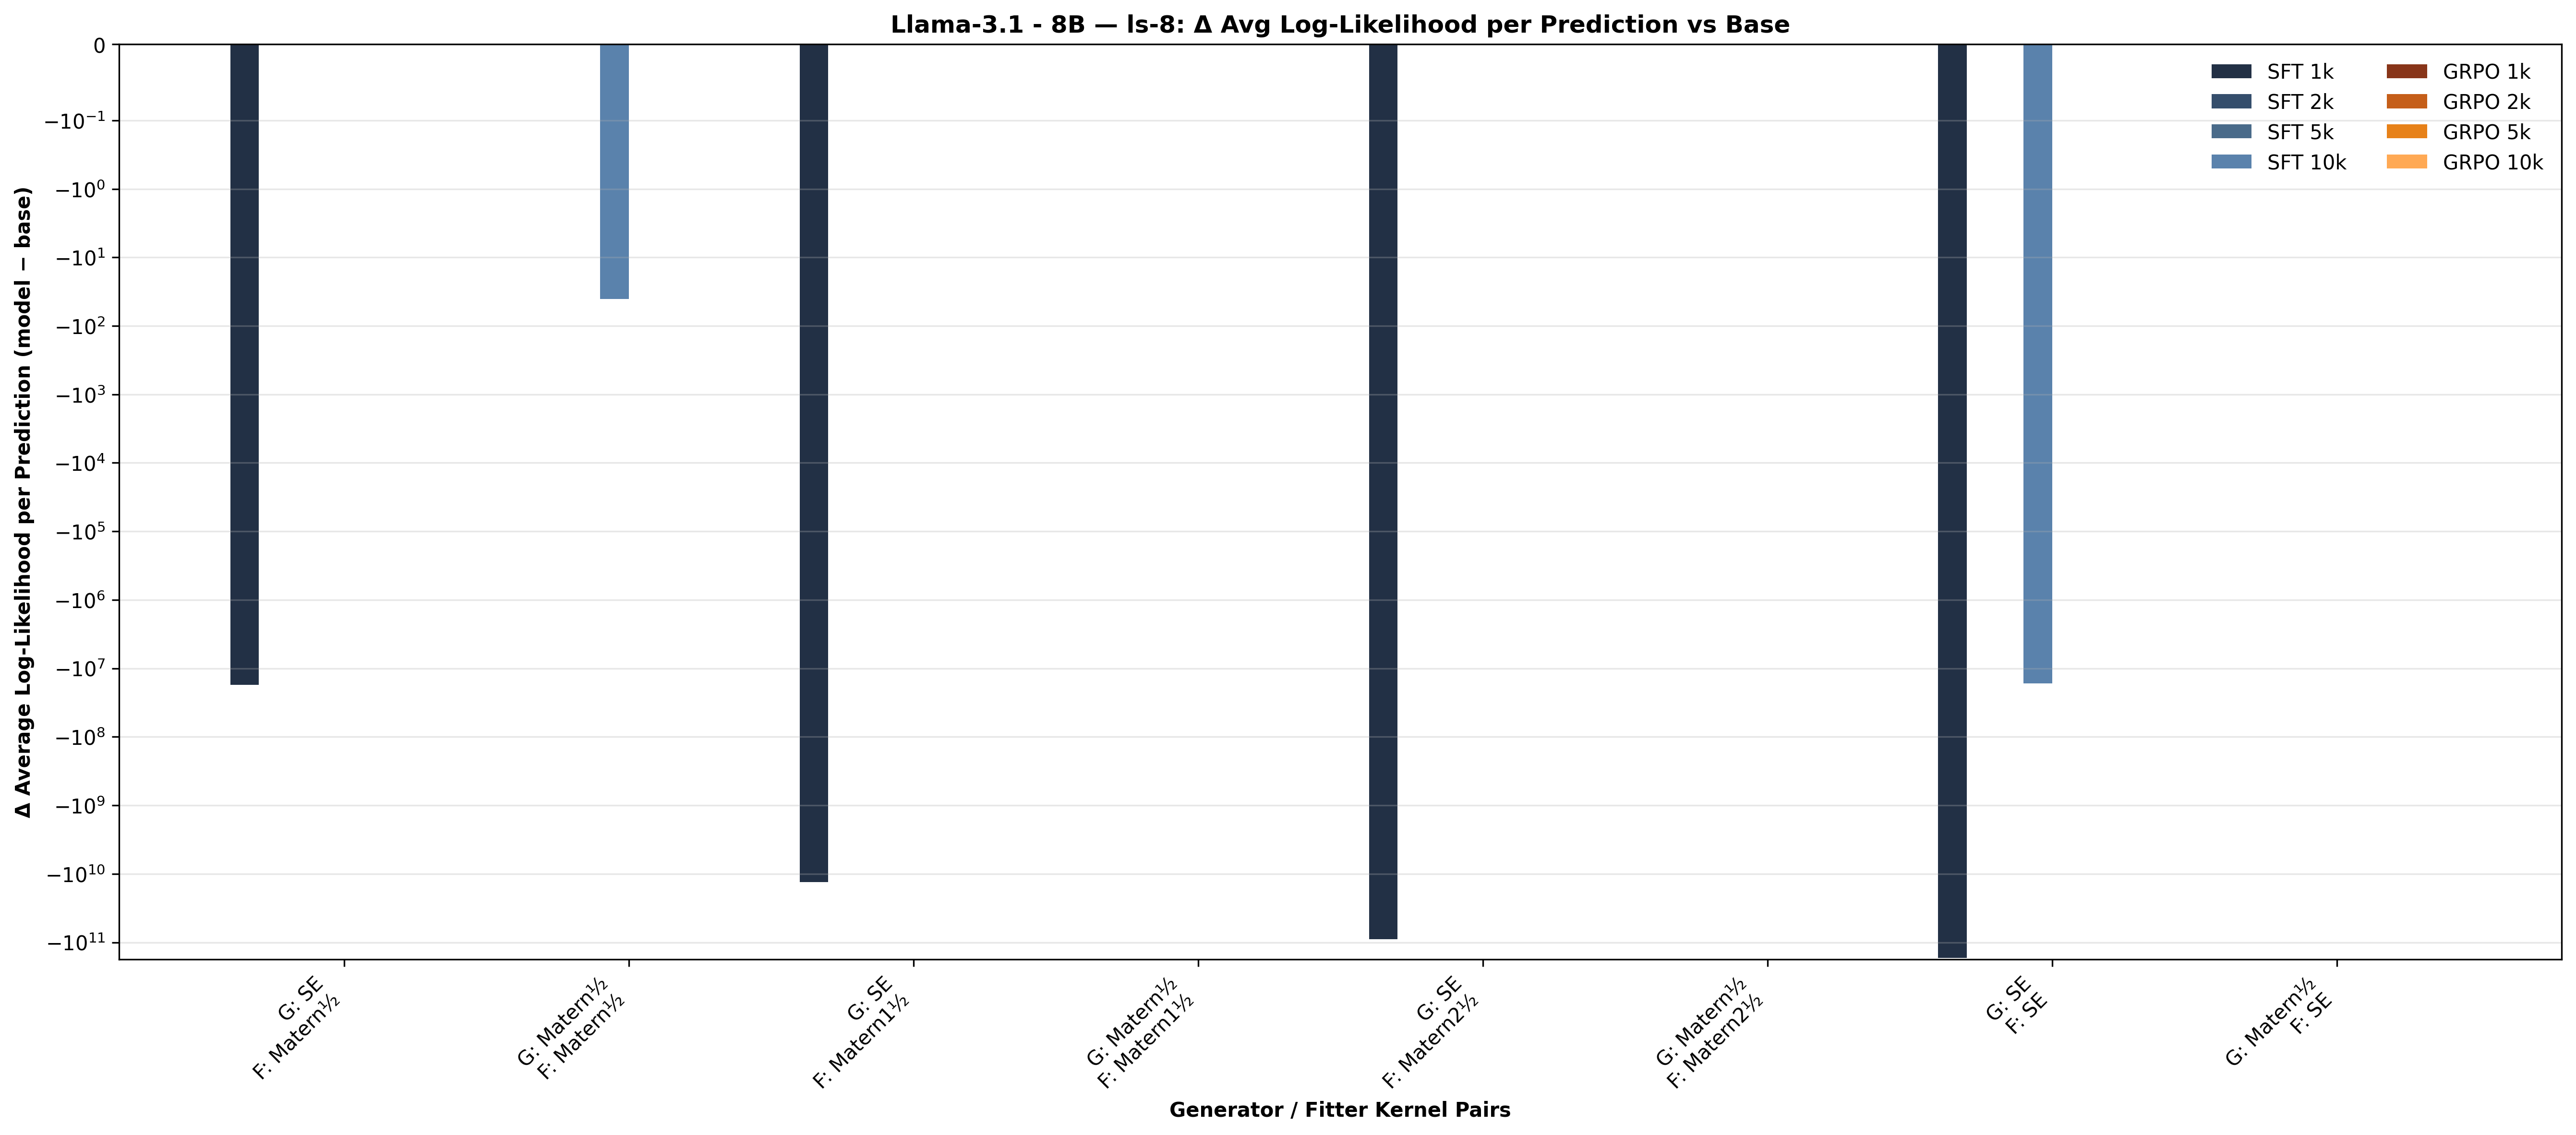 Llama-3.1 - 8B — ls-8: Δ Avg Log-Likelihood per Prediction vs Base
Δ Average Log-Likelihood per Prediction (model − base)
0
−10⁻¹
−10⁰
−10¹
−10²
−10³
−10⁴
−10⁵
−10⁶
−10⁷
−10⁸
−10⁹
−10¹⁰
−10¹¹
SFT 1k
SFT 2k
SFT 5k
SFT 10k
GRPO 1k
GRPO 2k
GRPO 5k
GRPO 10k
G: SE
F: Matern½
G: Matern½
F: Matern½
G: SE
F: Matern1½
G: Matern½
F: Matern1½
G: SE
F: Matern2½
G: Matern½
F: Matern2½
G: SE
F: SE
G: Matern½
F: SE
Generator / Fitter Kernel Pairs